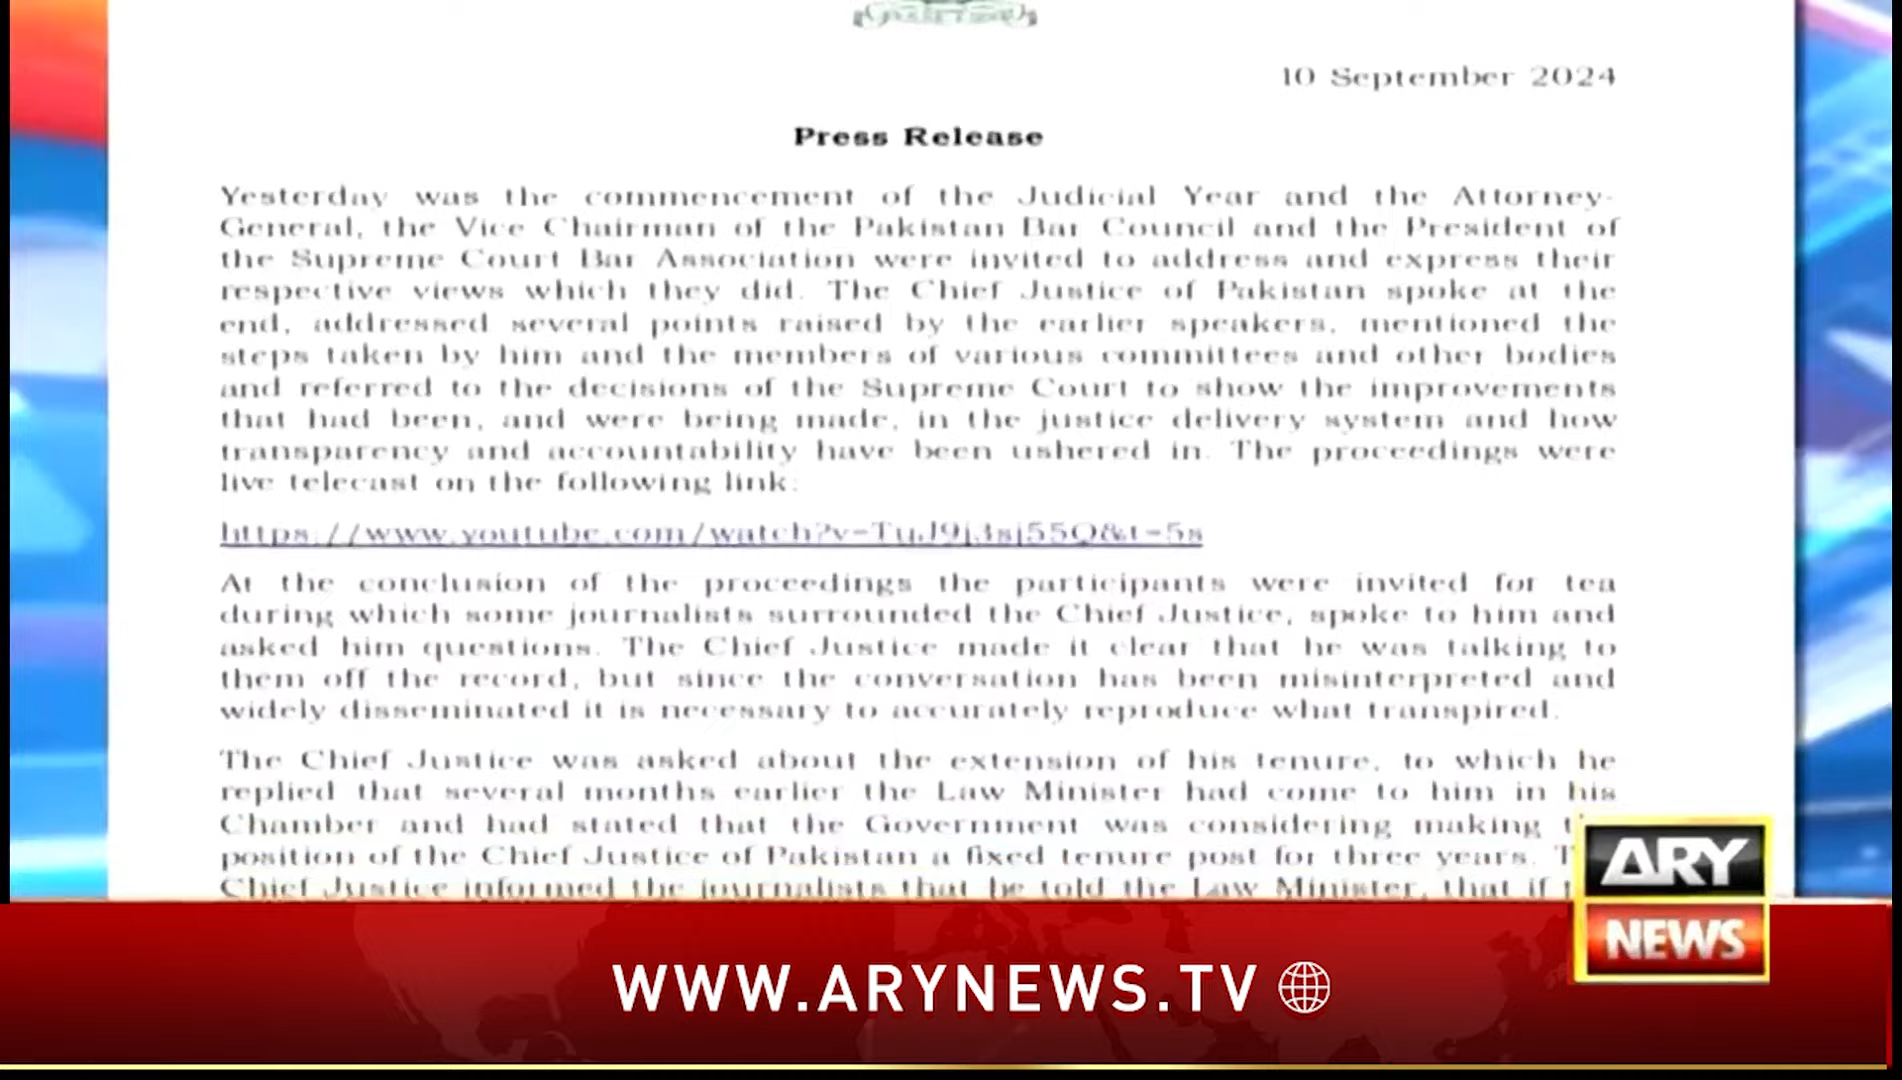 10 September 2024
Press Release
Yesterday was the commencement of the Judicial Year and the Attorney-
General, the Vice Chairman of the Pakistan Bar Council and the President of
the Supreme Court Bar Association were invited to address and express their
respective views which they did. The Chief Justice of Pakistan spoke at the
end, addressed several points raised by the earlier speakers, mentioned the
steps taken by him and the members of various committees and other bodies
and referred to the decisions of the Supreme Court to show the improvements
that had been, and were being made, in the justice delivery system and how
transparency and accountability have been ushered in. The proceedings were
live telecast on the following link:
https://www.youtube.com/watch?v=TuJ9j3sj55Q&t=5s
At the conclusion of the proceedings the participants were invited for tea
during which some journalists surrounded the Chief Justice, spoke to him and
asked him questions. The Chief Justice made it clear that he was talking to
them off the record, but since the conversation has been misinterpreted and
widely disseminated it is necessary to accurately reproduce what transpired.
The Chief Justice was asked about the extension of his tenure, to which he
replied that several months earlier the Law Minister had come to him in his
Chamber and had stated that the Government was considering making
position of the Chief Justice of Pakistan a fixed tenure post for three years.
Chief Justice informed the journalists that he told the Law Minister, that if
ARY
NEWS
WWW.ARYNEWS.TV